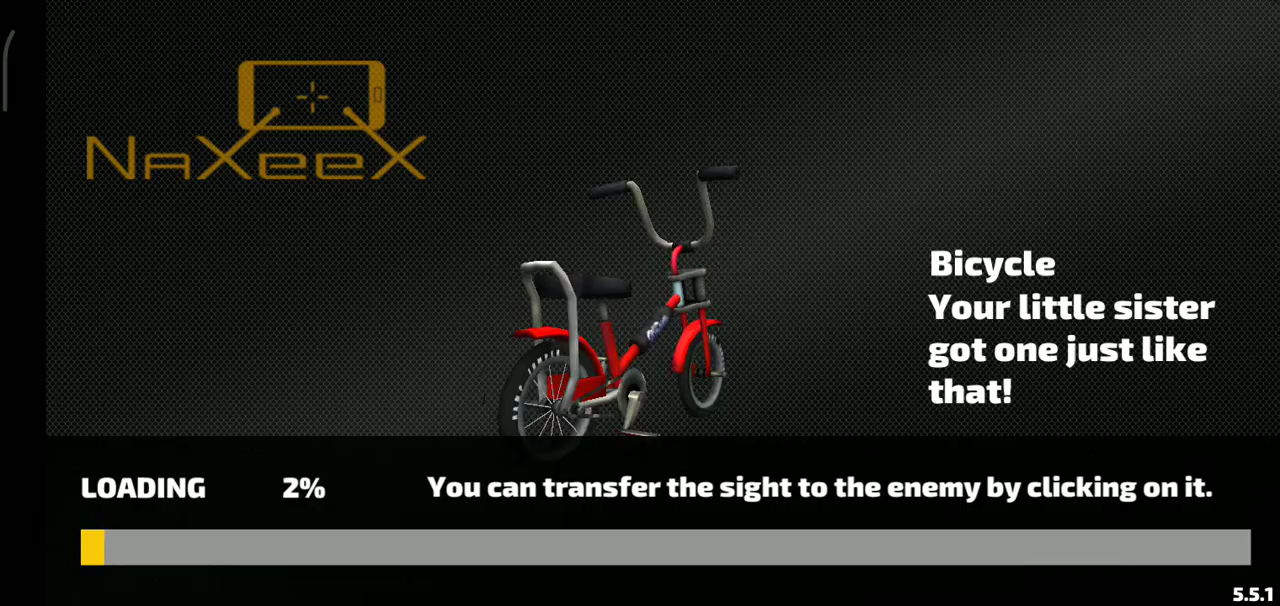 NaXeeX
Bicycle
Your little sister
got one just like
that!
LOADING 2% You can transfer the sight to the enemy by clicking on it.
5.5.1